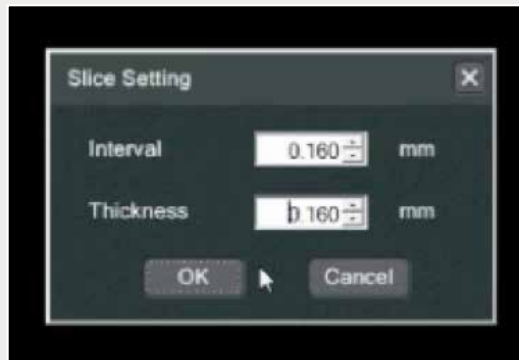 Slice Setting
Interval 0.160 mm
Thickness 0.160 mm
OK Cancel